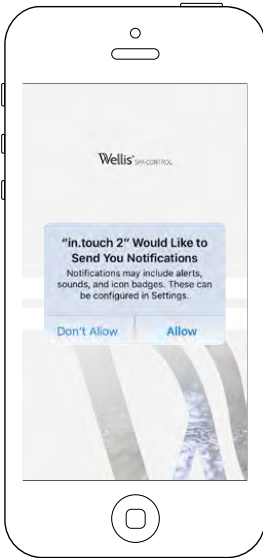 Wellis® SPA CONTROL
"in.touch 2" Would Like to
Send You Notifications
Notifications may include alerts,
sounds, and icon badges. These can
be configured in Settings.
Don't Allow
Allow